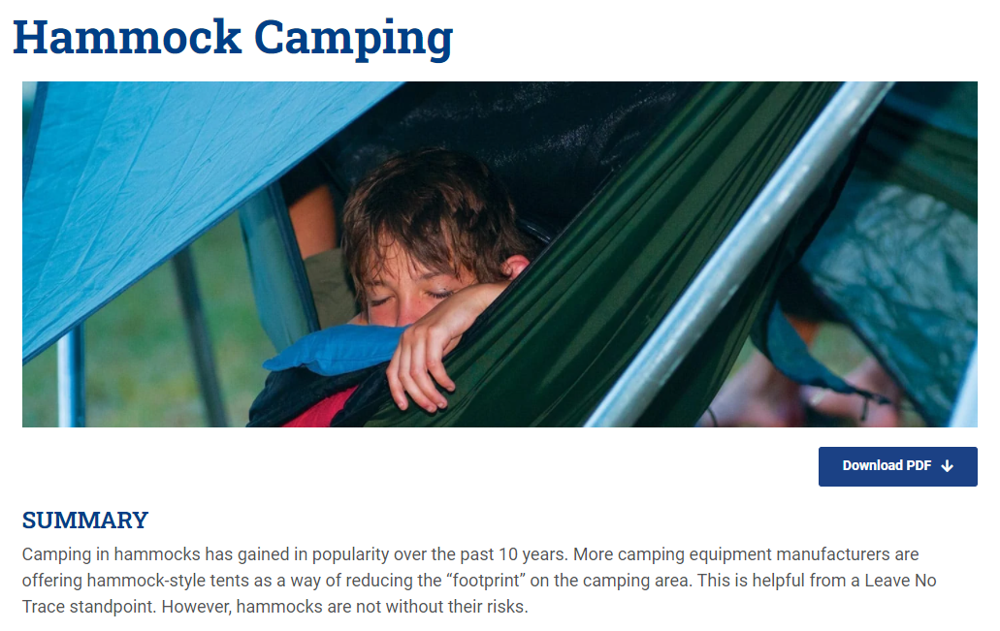 Hammock Camping
Download PDF
SUMMARY
Camping in hammocks has gained in popularity over the past 10 years. More camping equipment manufacturers are
offering hammock-style tents as a way of reducing the “footprint” on the camping area. This is helpful from a Leave No
Trace standpoint. However, hammocks are not without their risks.